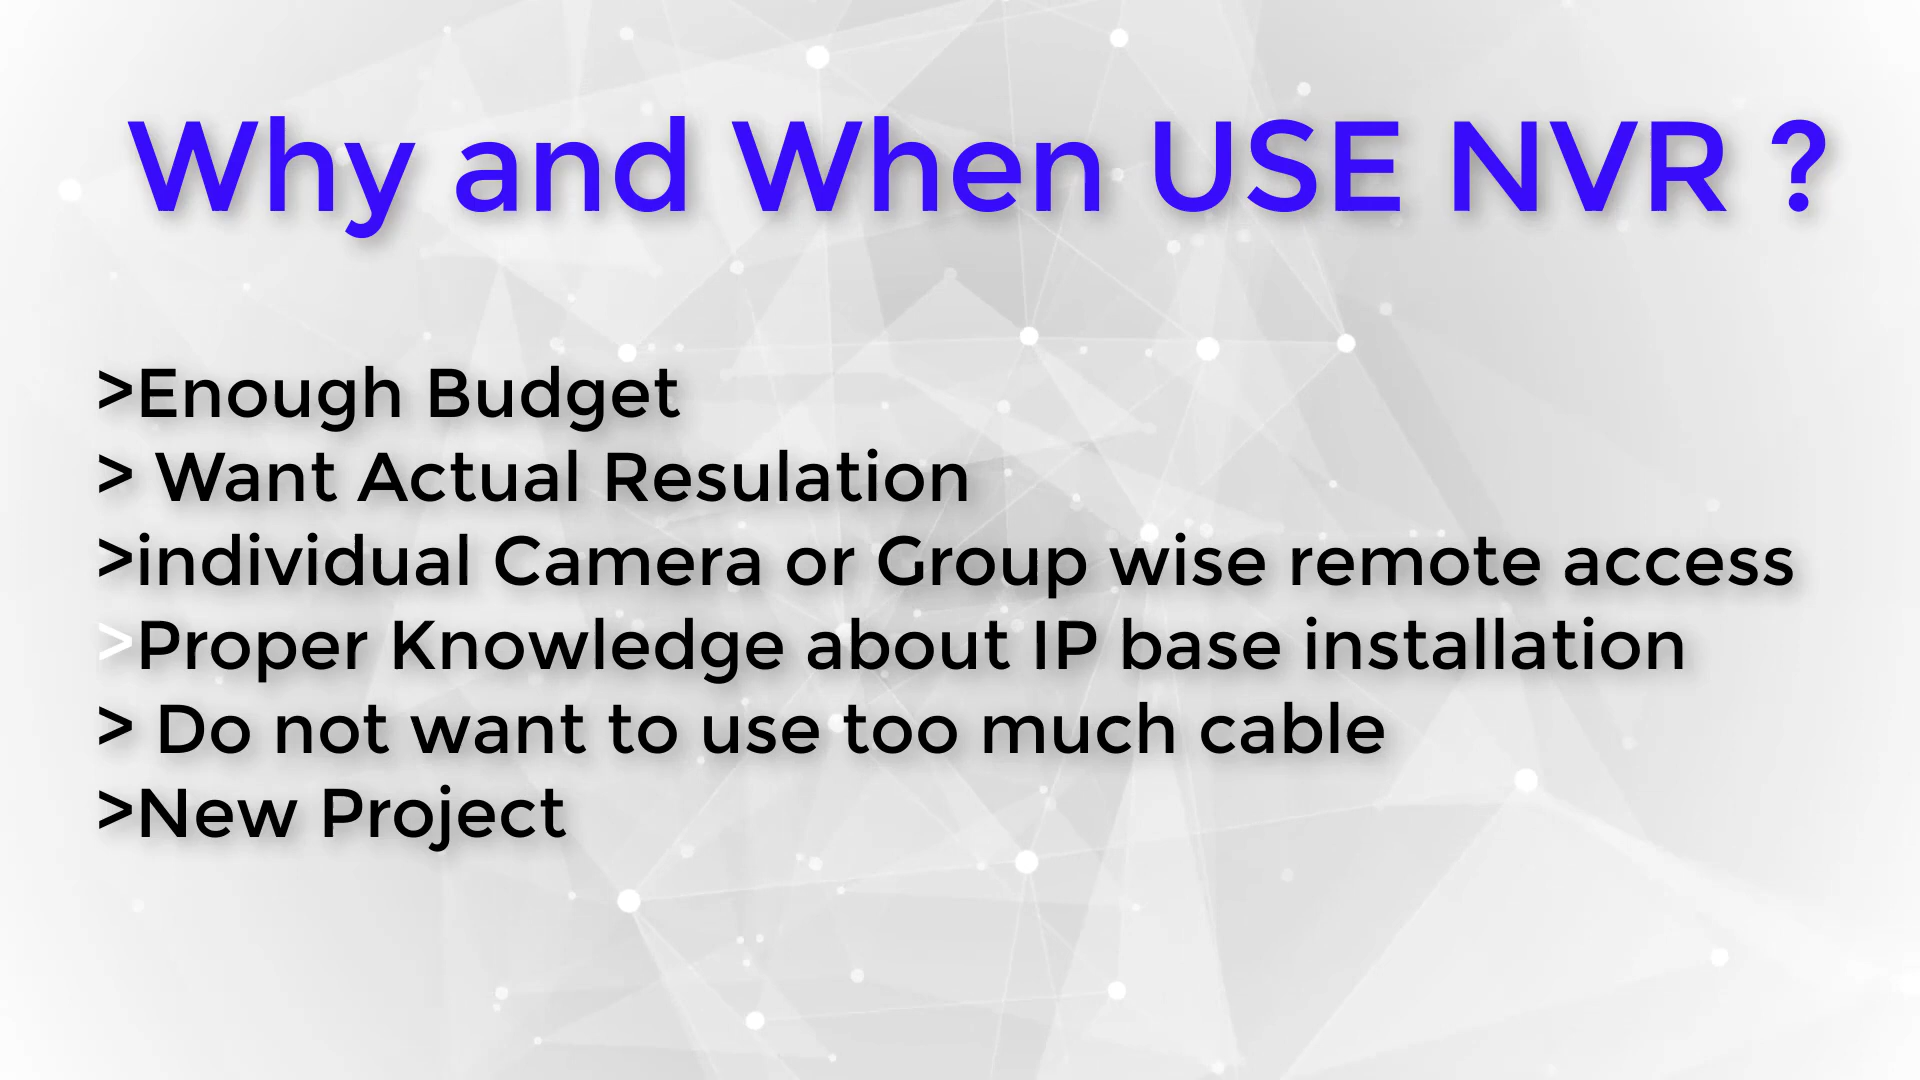 Why and When USE NVR ?
>Enough Budget
> Want Actual Resulation
>individual Camera or Group wise remote access
>Proper Knowledge about IP base installation
> Do not want to use too much cable
>New Project